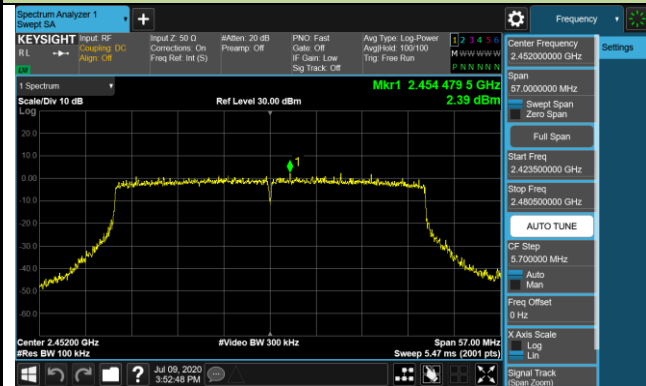 Spectrum Analyzer 1
Swept SA
+
Frequency
KEYSIGHT Input: RF
RL Coupling: DC
Align: Off
Input Z: 50 Ω
Corrections: On
Freq Ref: Int (S)
#Atten: 20 dB
Preamp: Off
PNO: Fast
Gate: Off
IF Gain: Low
Sig Track: Off
Avg Type: Log-Power
Avg|Hold: 100/100
Trig: Free Run
1 2 3 4 5 6
M W W W W W
P N N N N N
1 Spectrum
Scale/Div 10 dB
Ref Level 30.00 dBm
Mkr1 2.454 479 5 GHz
2.39 dBm
Log
20.0
10.0
0.00
-10.0
-20.0
-30.0
-40.0
-50.0
-60.0
1
Center 2.45200 GHz
#Res BW 100 kHz
#Video BW 300 kHz
Span 57.00 MHz
Sweep 5.47 ms (2001 pts)
Jul 09, 2020
3:52:48 PM
Center Frequency
2.452000000 GHz
Span
57.0000000 MHz
Swept Span
Zero Span
Full Span
Start Freq
2.423500000 GHz
Stop Freq
2.480500000 GHz
AUTO TUNE
CF Step
5.700000 MHz
Auto
Man
Freq Offset
0 Hz
X Axis Scale
Log
Lin
Signal Track
(Span Zoom)
Settings